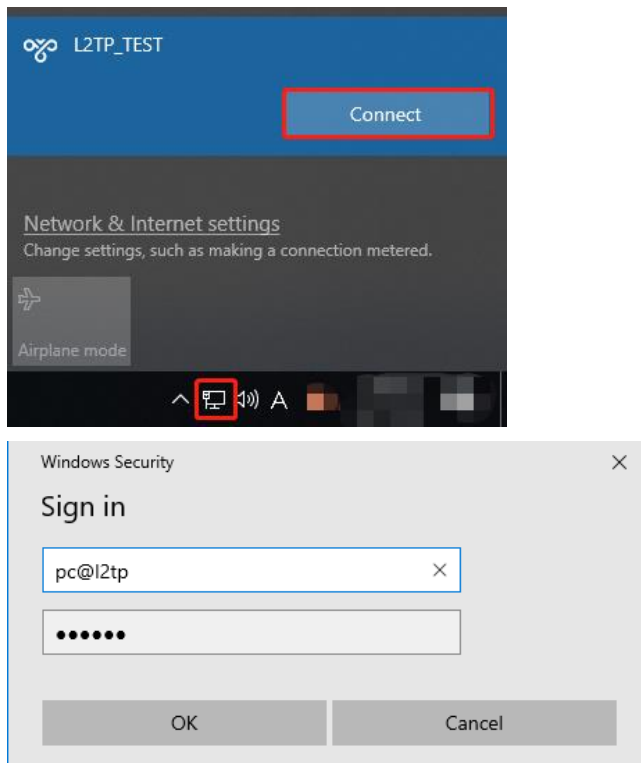 L2TP_TEST
Connect
Network & Internet settings
Change settings, such as making a connection metered.
Airplane mode
A
Windows Security
Sign in
pc@l2tp
●●●●●●
OK
Cancel